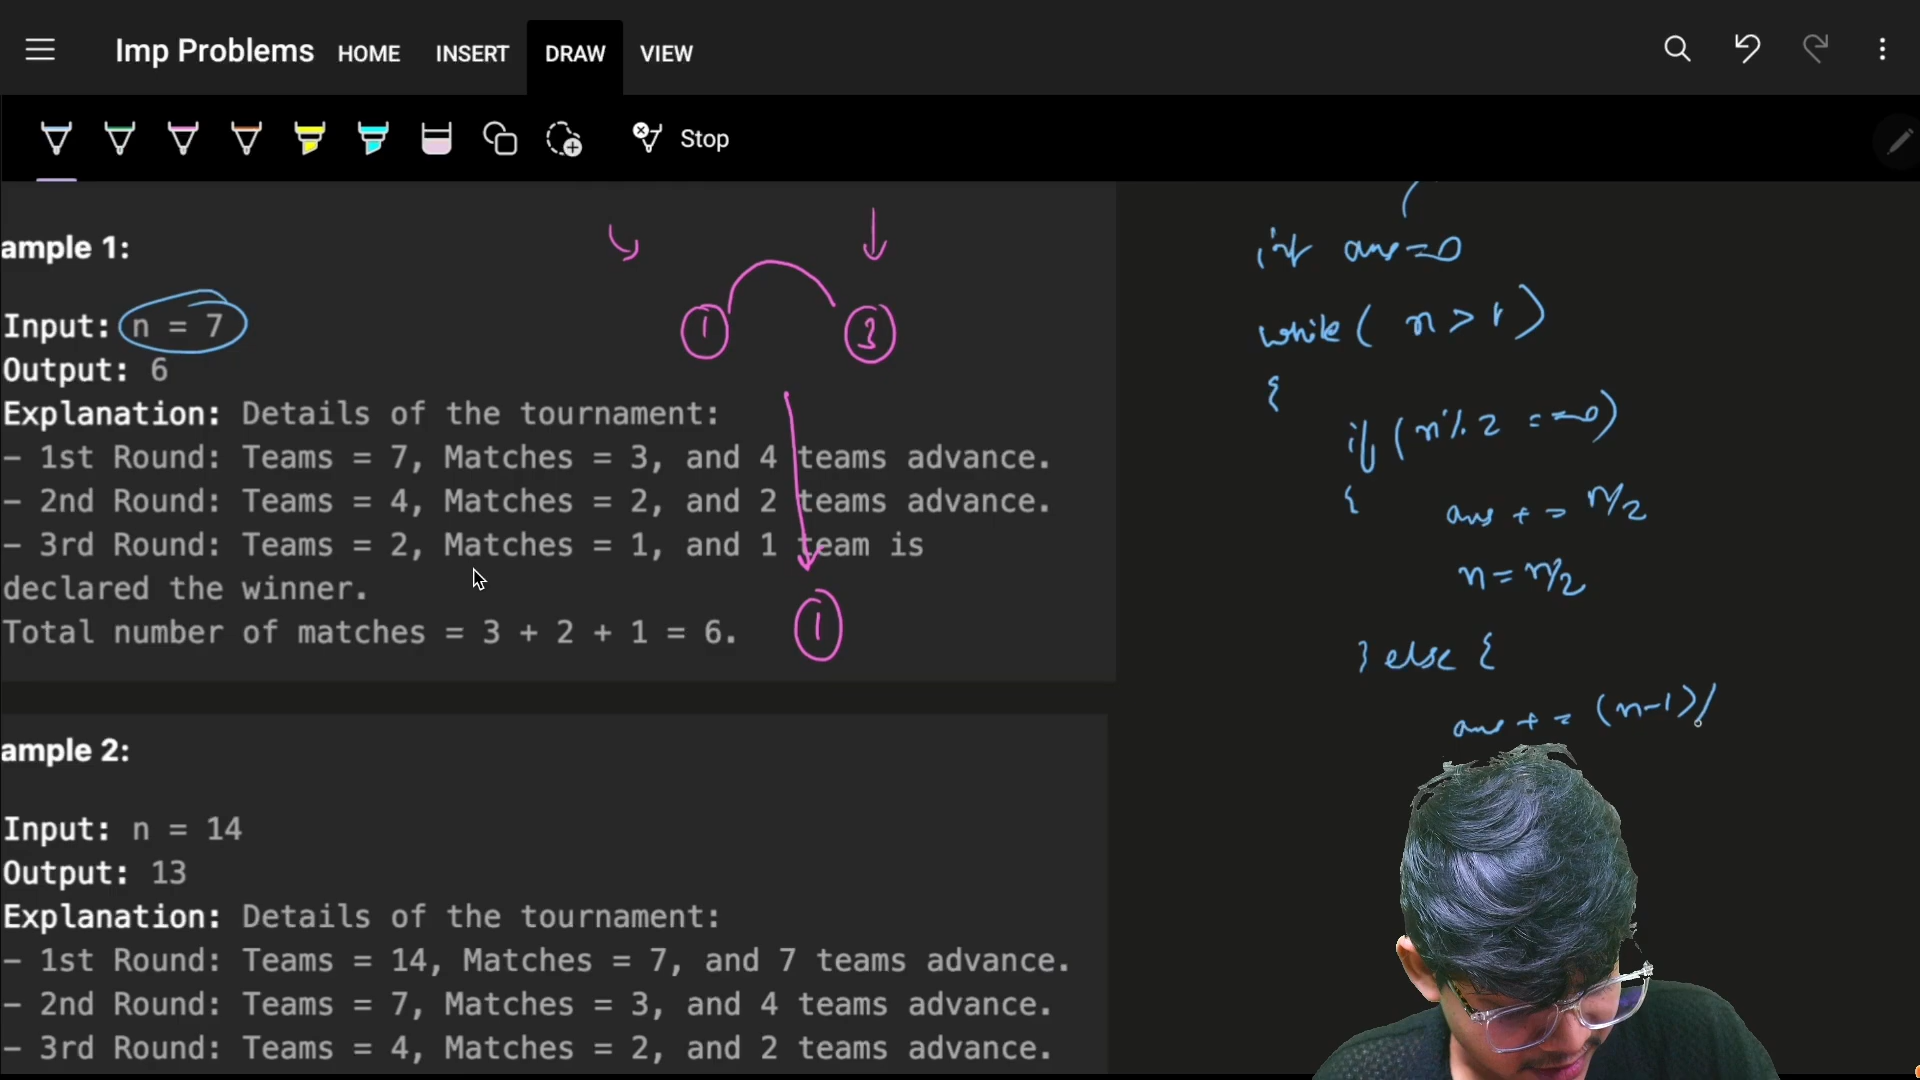 Imp Problems HOME INSERT DRAW VIEW
Stop
ample 1:
Input: n = 7
Output: 6
Explanation: Details of the tournament:
– 1st Round: Teams = 7, Matches = 3, and 4 teams advance.
– 2nd Round: Teams = 4, Matches = 2, and 2 teams advance.
– 3rd Round: Teams = 2, Matches = 1, and 1 team is
declared the winner.
Total number of matches = 3 + 2 + 1 = 6.
1 3
1
ample 2:
Input: n = 14
Output: 13
Explanation: Details of the tournament:
– 1st Round: Teams = 14, Matches = 7, and 7 teams advance.
– 2nd Round: Teams = 7, Matches = 3, and 4 teams advance.
– 3rd Round: Teams = 4, Matches = 2, and 2 teams advance.
int ans=0
while( n>1)
{
if (n%2 ==0)
{ ans += n/2
n=n/2
} else {
ans += (n-1)/